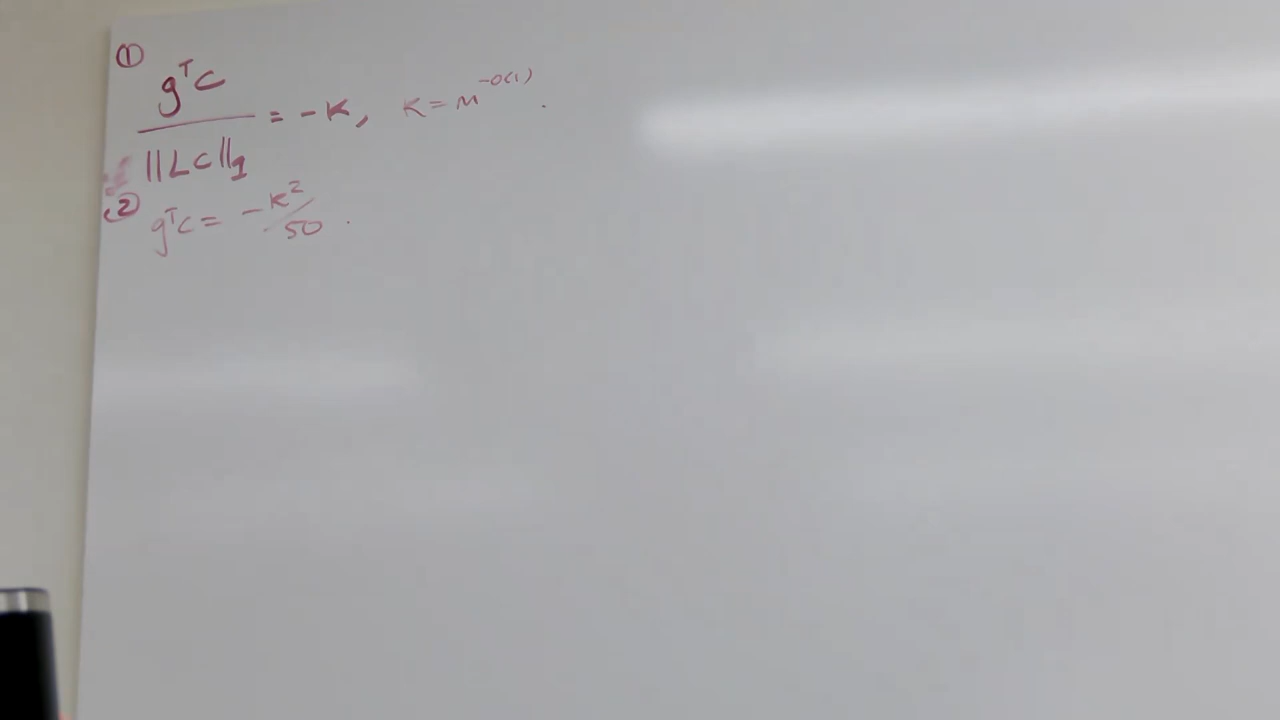 ①
gᵀc / ‖Lc‖₁ = -K, K = m^{-o(1)}.
② gᵀc = -K²/50.